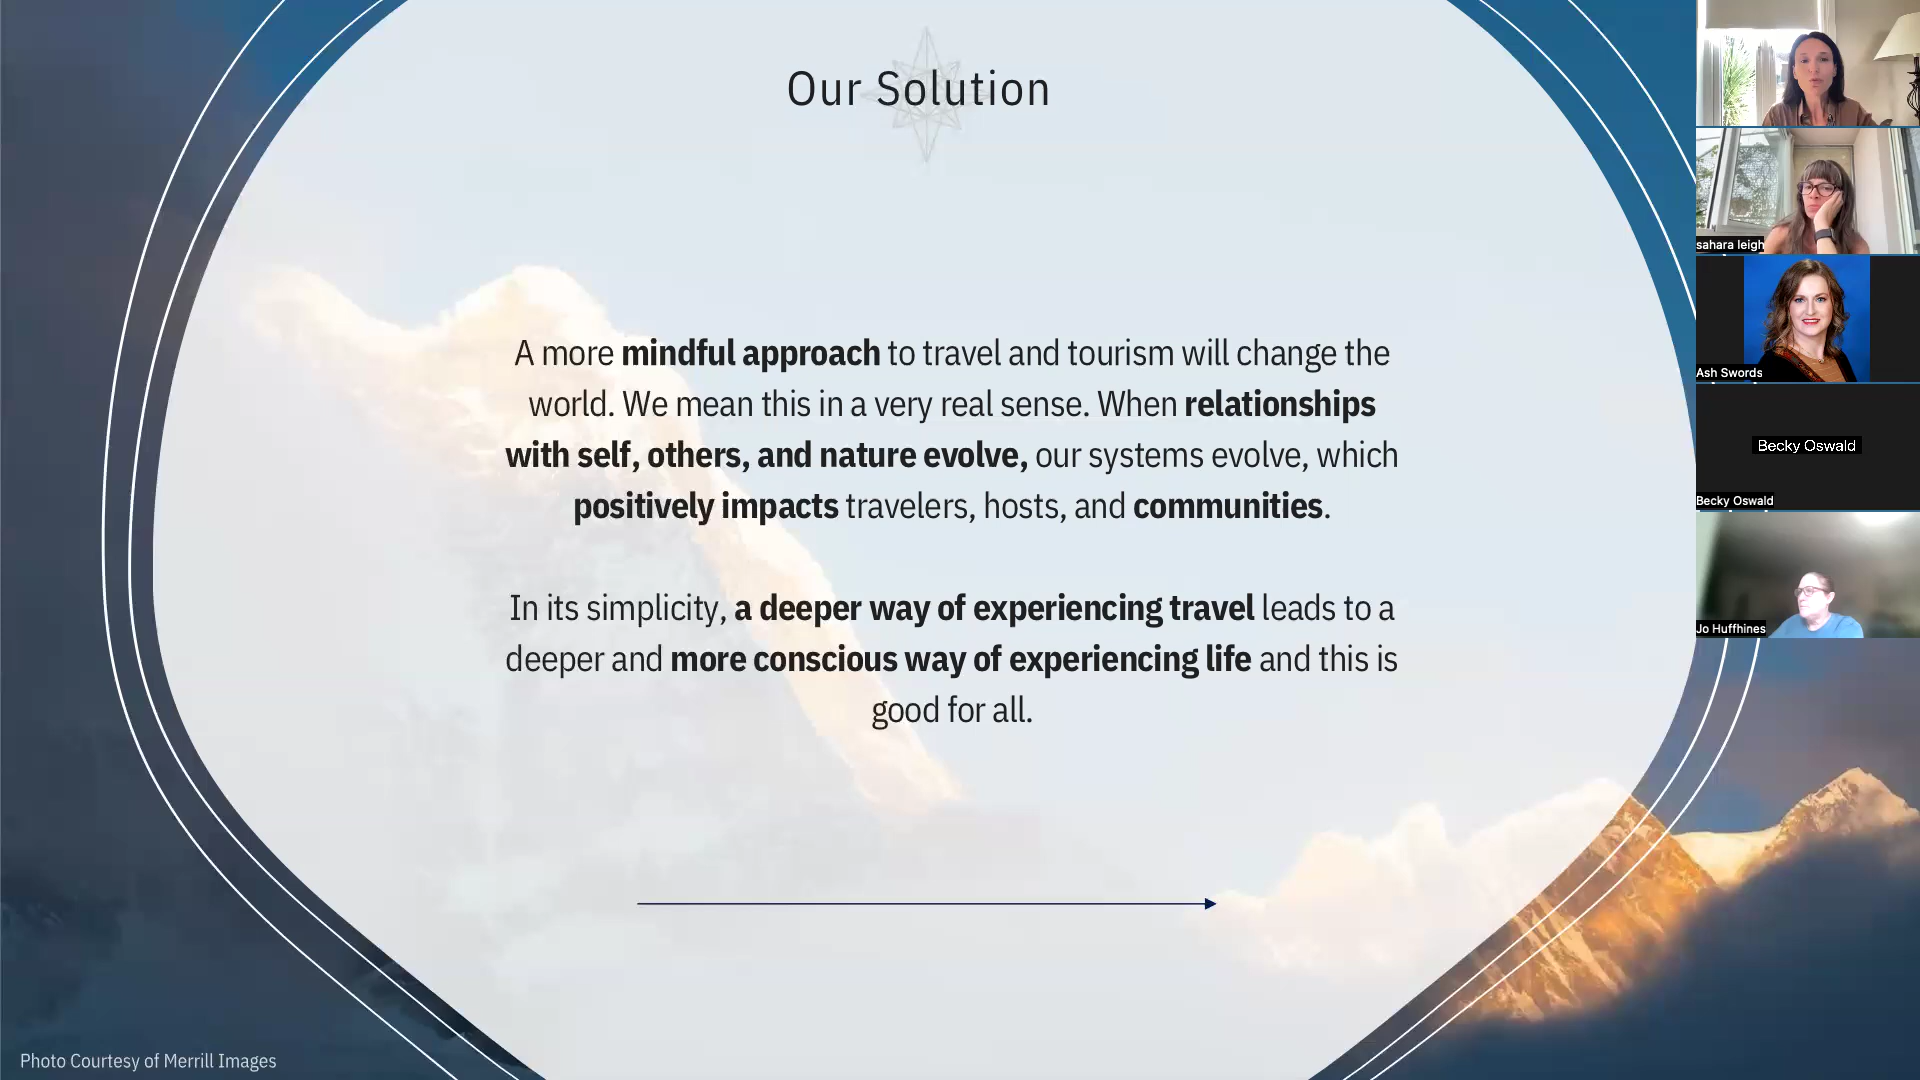 Our Solution
A more mindful approach to travel and tourism will change the
world. We mean this in a very real sense. When relationships
with self, others, and nature evolve, our systems evolve, which
positively impacts travelers, hosts, and communities.
In its simplicity, a deeper way of experiencing travel leads to a
deeper and more conscious way of experiencing life and this is
good for all.
Photo Courtesy of Merrill Images
sahara leigh
Ash Swords
Becky Oswald
Becky Oswald
Jo Huffhines